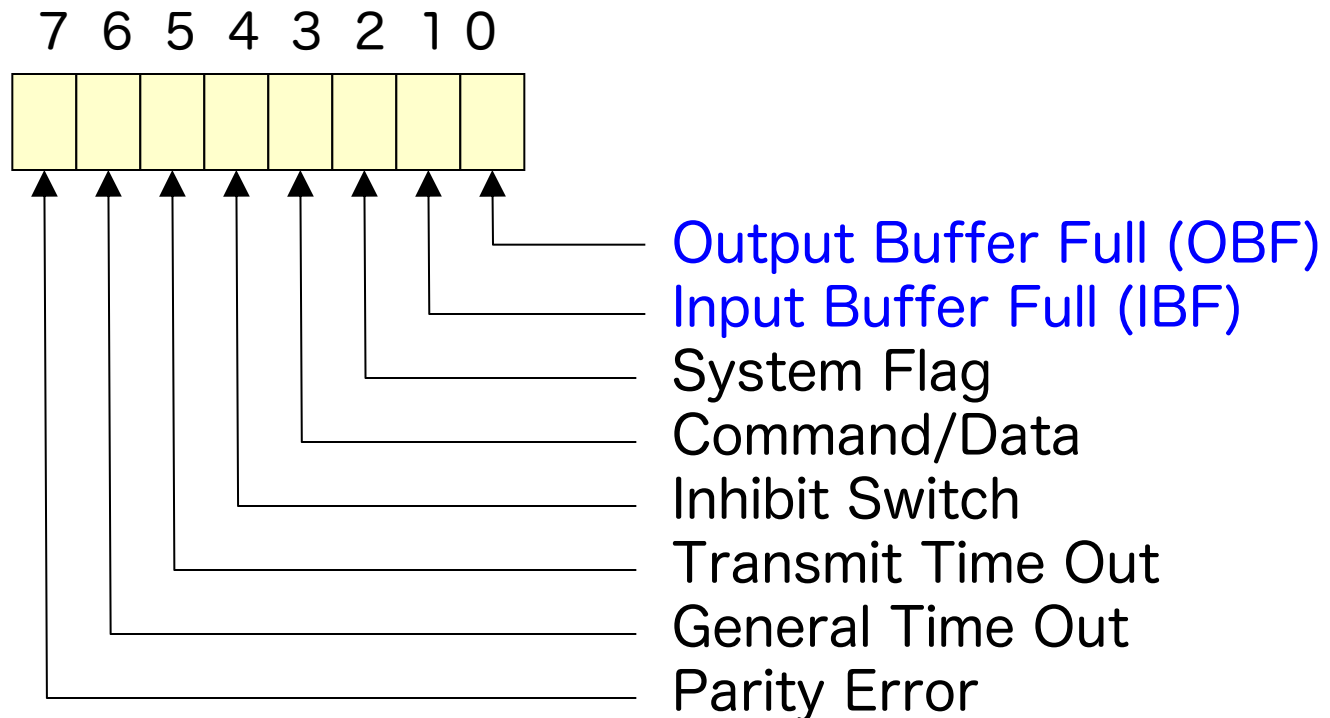 7 6 5 4 3 2 1 0
Output Buffer Full (OBF)
Input Buffer Full (IBF)
System Flag
Command/Data
Inhibit Switch
Transmit Time Out
General Time Out
Parity Error